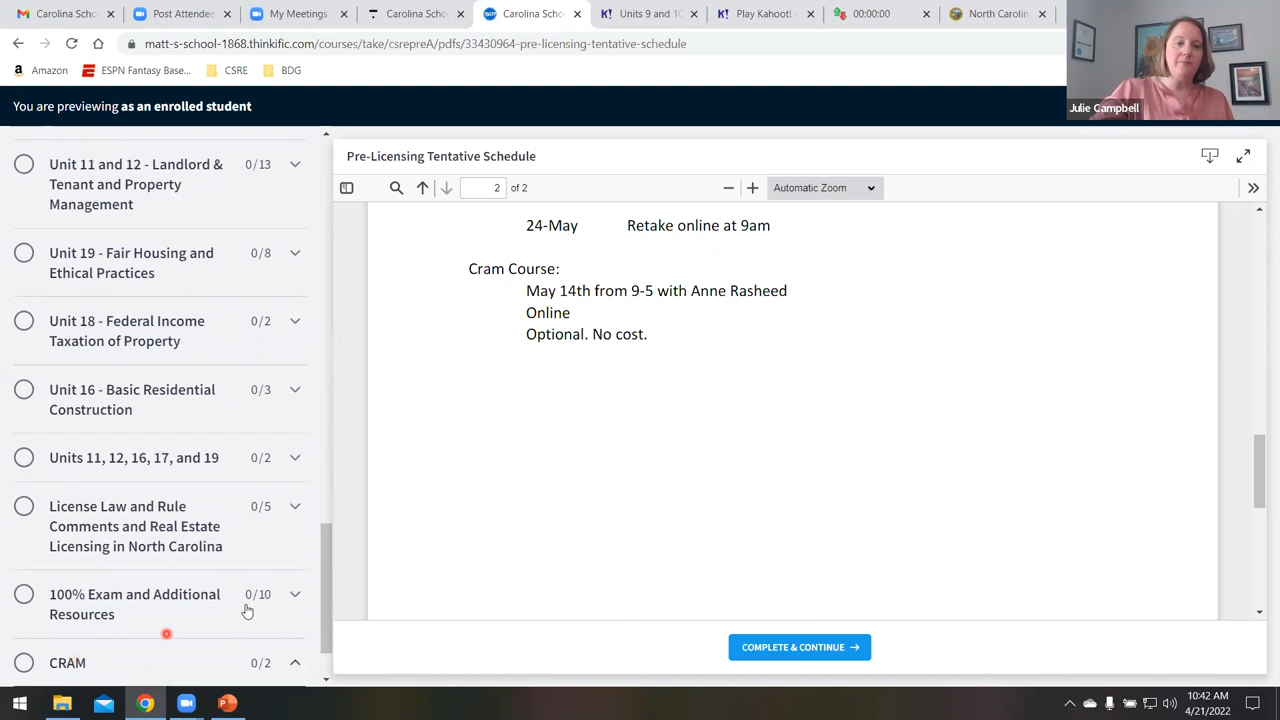 Post Attendee
My Meetings
Carolina Scho
Carolina Scho
Units 9 and 10
Play Kahoot!
00:00:00
North Carolin
matt-s-school-1868.thinkific.com/courses/take/csrepreA/pdfs/33430964-pre-licensing-tentative-schedule
Amazon
ESPN Fantasy Base...
CSRE
BDG
Julie Campbell
You are previewing as an enrolled student
Unit 11 and 12 - Landlord & 0/13
Tenant and Property
Management
Unit 19 - Fair Housing and 0/8
Ethical Practices
Unit 18 - Federal Income 0/2
Taxation of Property
Unit 16 - Basic Residential 0/3
Construction
Units 11, 12, 16, 17, and 19 0/2
License Law and Rule 0/5
Comments and Real Estate
Licensing in North Carolina
100% Exam and Additional 0/10
Resources
CRAM 0/2
Pre-Licensing Tentative Schedule
2 of 2
Automatic Zoom
24-May Retake online at 9am
Cram Course:
May 14th from 9-5 with Anne Rasheed
Online
Optional. No cost.
COMPLETE & CONTINUE
10:42 AM
4/21/2022